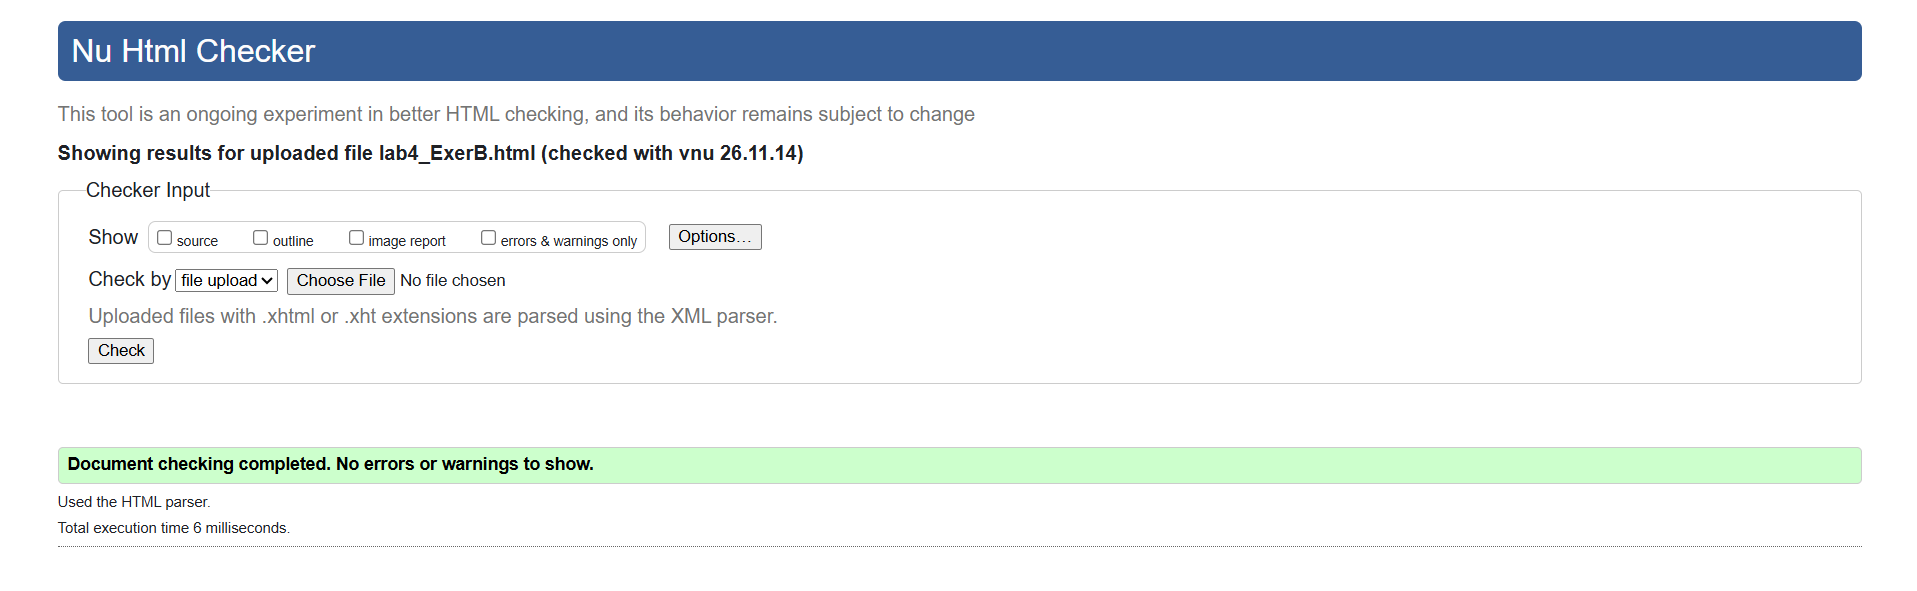 Nu Html Checker
This tool is an ongoing experiment in better HTML checking, and its behavior remains subject to change
Showing results for uploaded file lab4_ExerB.html (checked with vnu 26.11.14)
Checker Input
Show source outline image report errors & warnings only Options…
Check by file upload Choose File No file chosen
Uploaded files with .xhtml or .xht extensions are parsed using the XML parser.
Check
Document checking completed. No errors or warnings to show.
Used the HTML parser.
Total execution time 6 milliseconds.